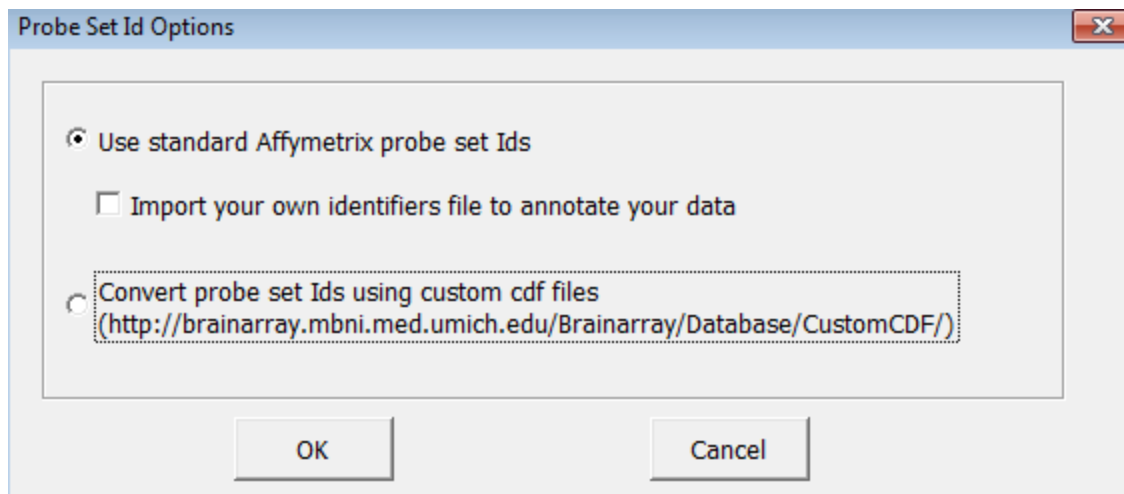 Probe Set Id Options
Use standard Affymetrix probe set Ids
Import your own identifiers file to annotate your data
Convert probe set Ids using custom cdf files
(http://brainarray.mbni.med.umich.edu/Brainarray/Database/CustomCDF/)
OK
Cancel